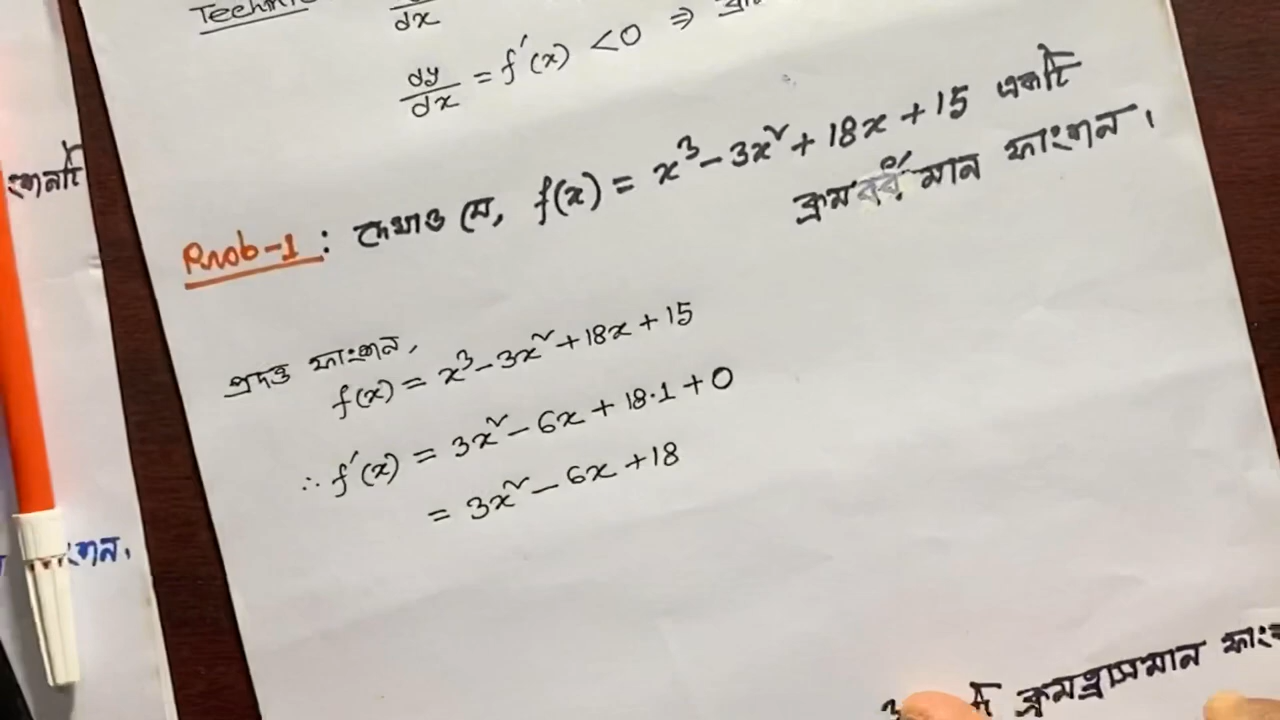 dx
dy/dx = f′(x) < 0 ⇒
Prob-1 : দেখাও যে, f(x) = x³ − 3x² + 18x + 15 একটি
ক্রমবর্ধমান ফাংশন।
প্রদত্ত ফাংশন,
f(x) = x³ − 3x² + 18x + 15
∴ f′(x) = 3x² − 6x + 18·1 + 0
= 3x² − 6x + 18
ক্রমহ্রাসমান